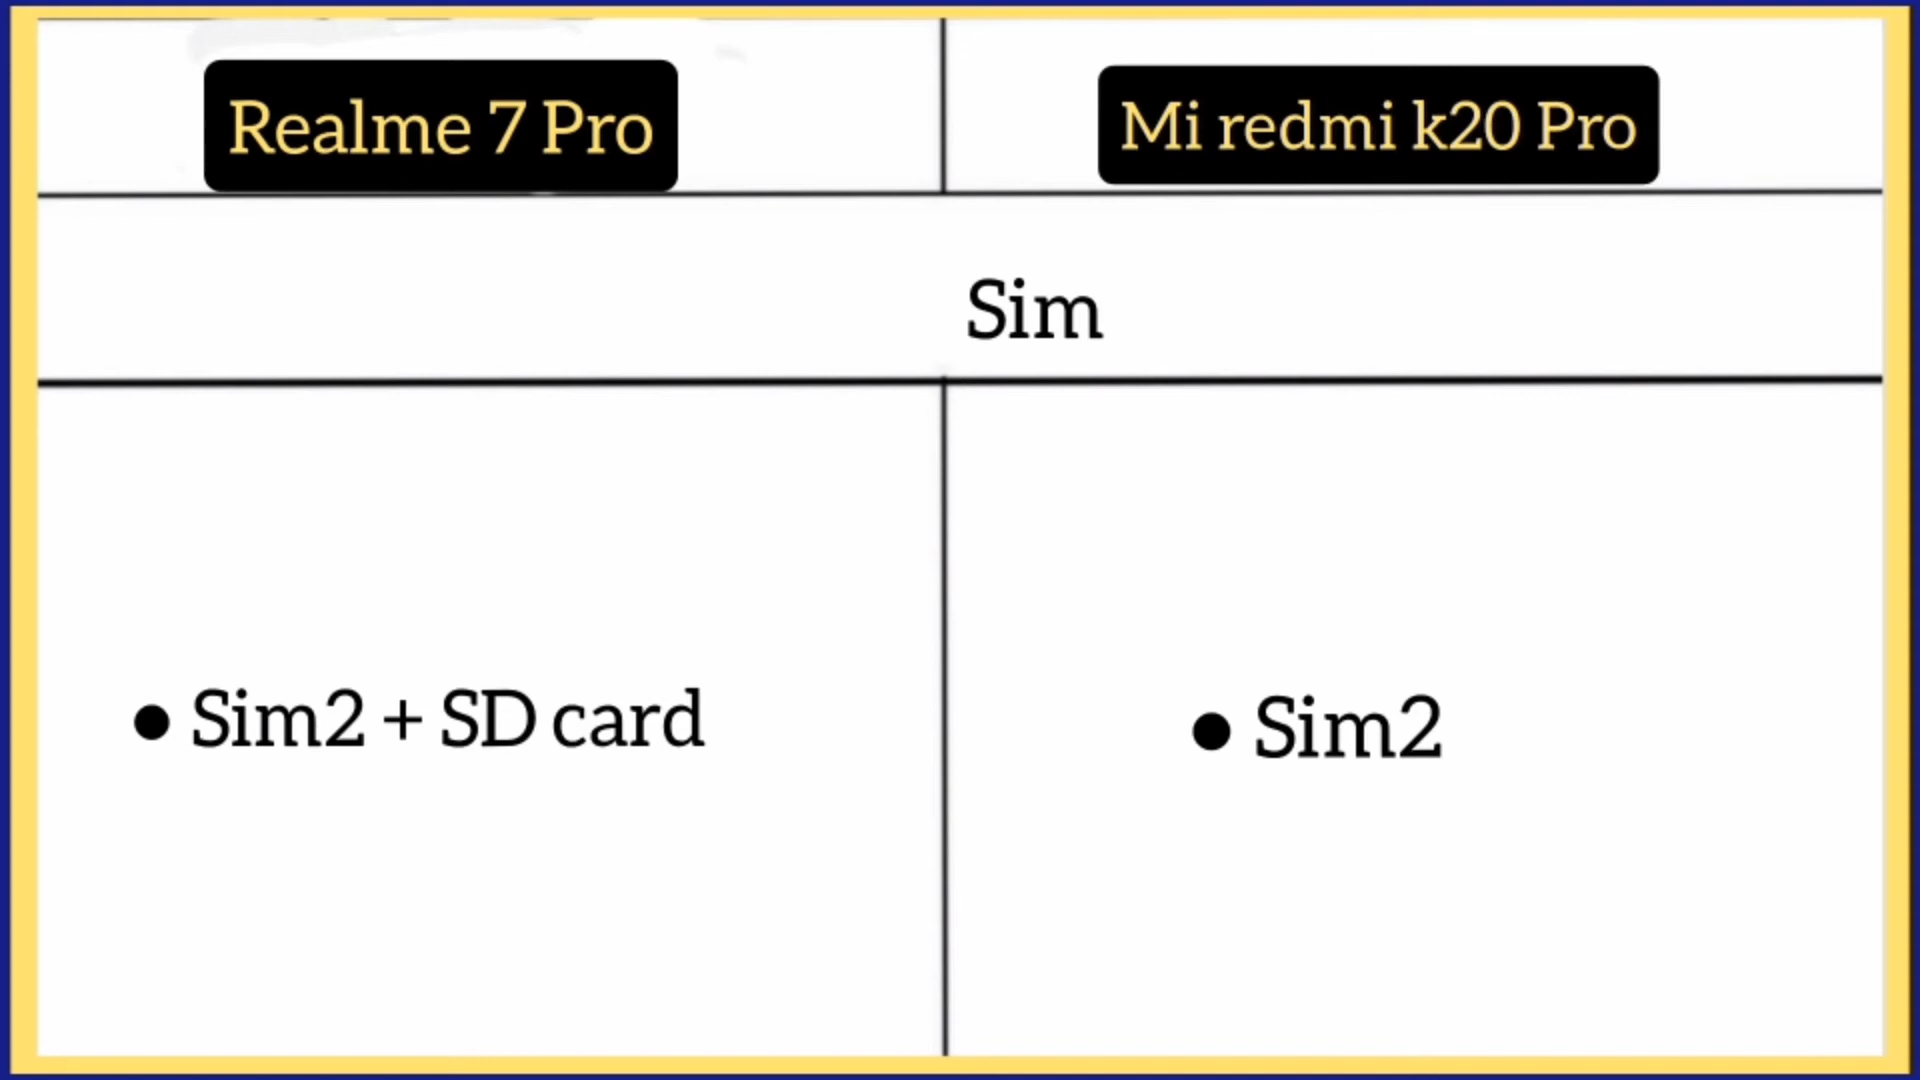 Realme 7 Pro
Mi redmi k20 Pro
Sim
• Sim2 + SD card
• Sim2